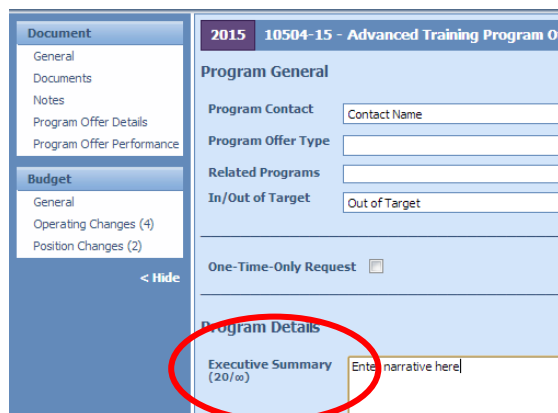 Document
General
Documents
Notes
Program Offer Details
Program Offer Performance
Budget
General
Operating Changes (4)
Position Changes (2)
< Hide
2015 10504-15 - Advanced Training Program O
Program General
Program Contact Contact Name
Program Offer Type
Related Programs
In/Out of Target Out of Target
One-Time-Only Request
Program Details
Executive Summary Enter narrative here
(20/∞)